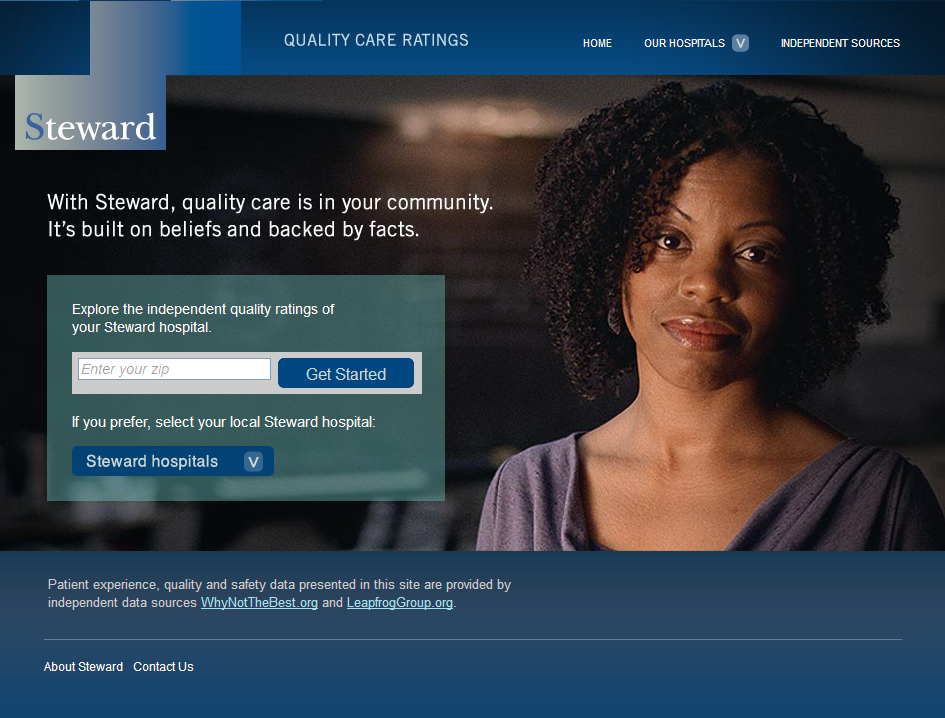 QUALITY CARE RATINGS
HOME
OUR HOSPITALS V
INDEPENDENT SOURCES
Steward
With Steward, quality care is in your community.
It's built on beliefs and backed by facts.
Explore the independent quality ratings of
your Steward hospital.
Enter your zip
Get Started
If you prefer, select your local Steward hospital:
Steward hospitals V
Patient experience, quality and safety data presented in this site are provided by
independent data sources WhyNotTheBest.org and LeapfrogGroup.org.
About Steward Contact Us